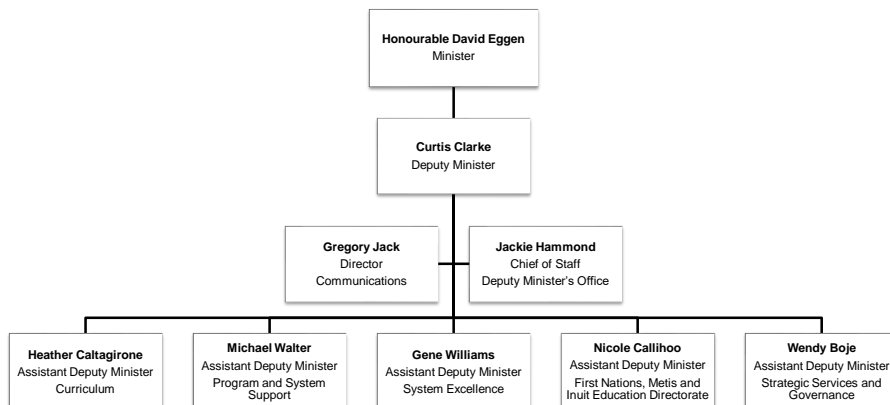 Honourable David Eggen
Minister
Curtis Clarke
Deputy Minister
Gregory Jack
Director
Communications
Jackie Hammond
Chief of Staff
Deputy Minister's Office
Heather Caltagirone
Assistant Deputy Minister
Curriculum
Michael Walter
Assistant Deputy Minister
Program and System
Support
Gene Williams
Assistant Deputy Minister
System Excellence
Nicole Callihoo
Assistant Deputy Minister
First Nations, Metis and
Inuit Education Directorate
Wendy Boje
Assistant Deputy Minister
Strategic Services and
Governance